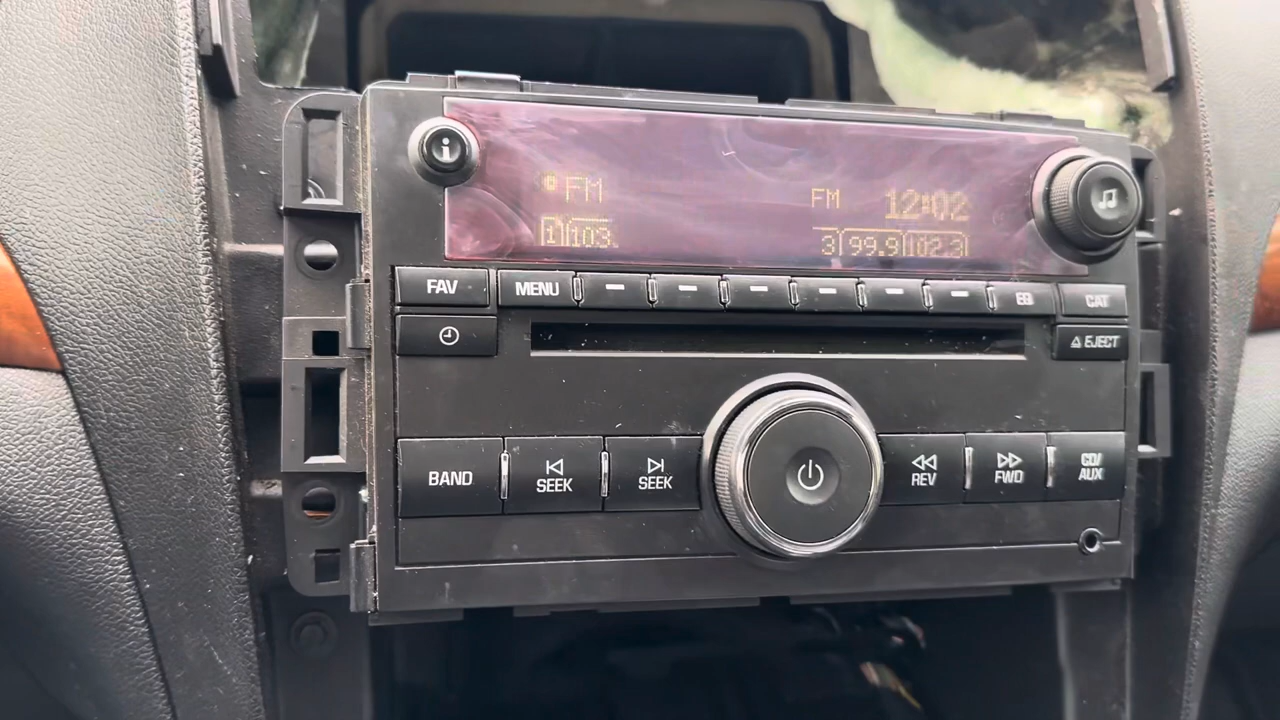 i
FM FM 12:02
1 103. 3 99.9 102.3
FAV MENU EQ CAT
EJECT
BAND SEEK SEEK REV FWD CD/AUX